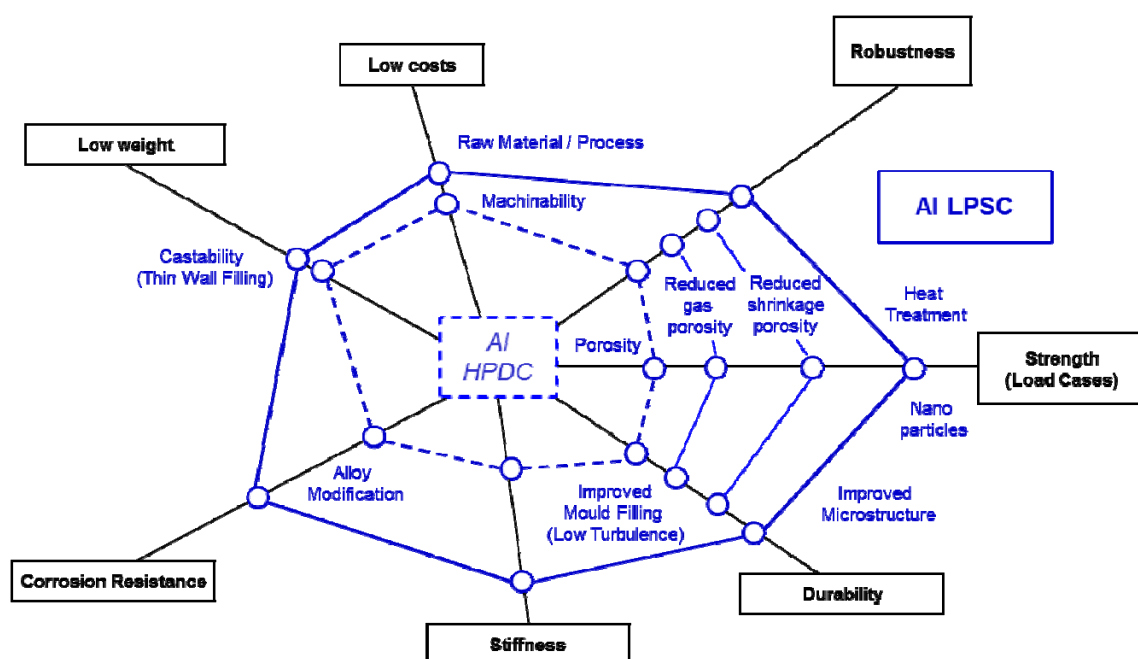 Robustness
Low costs
Low weight
Raw Material / Process
Machinability
Al LPSC
Castability
(Thin Wall Filling)
Reduced
gas
porosity
Reduced
shrinkage
porosity
Heat
Treatment
Al
HPDC
Porosity
Strength
(Load Cases)
Nano
particles
Alloy
Modification
Improved
Mould Filling
(Low Turbulence)
Improved
Microstructure
Corrosion Resistance
Durability
Stiffness